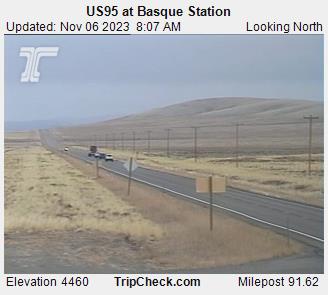 US95 at Basque Station
Updated: Nov 06 2023 8:07 AM Looking North
Elevation 4460 TripCheck.com Milepost 91.62